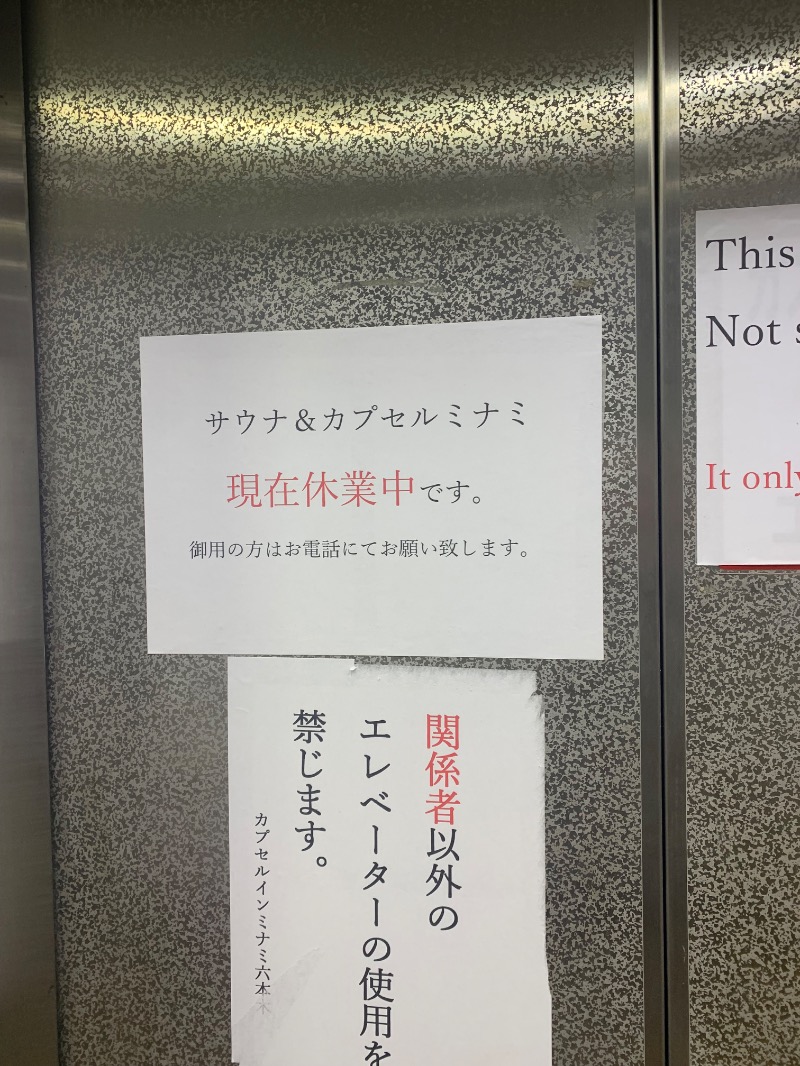 サウナ＆カプセルミナミ
現在休業中です。
御用の方はお電話にてお願い致します。
関係者以外の
エレベーターの使用を
禁じます。
カプセルインミナミ六本木
This
Not s
It only